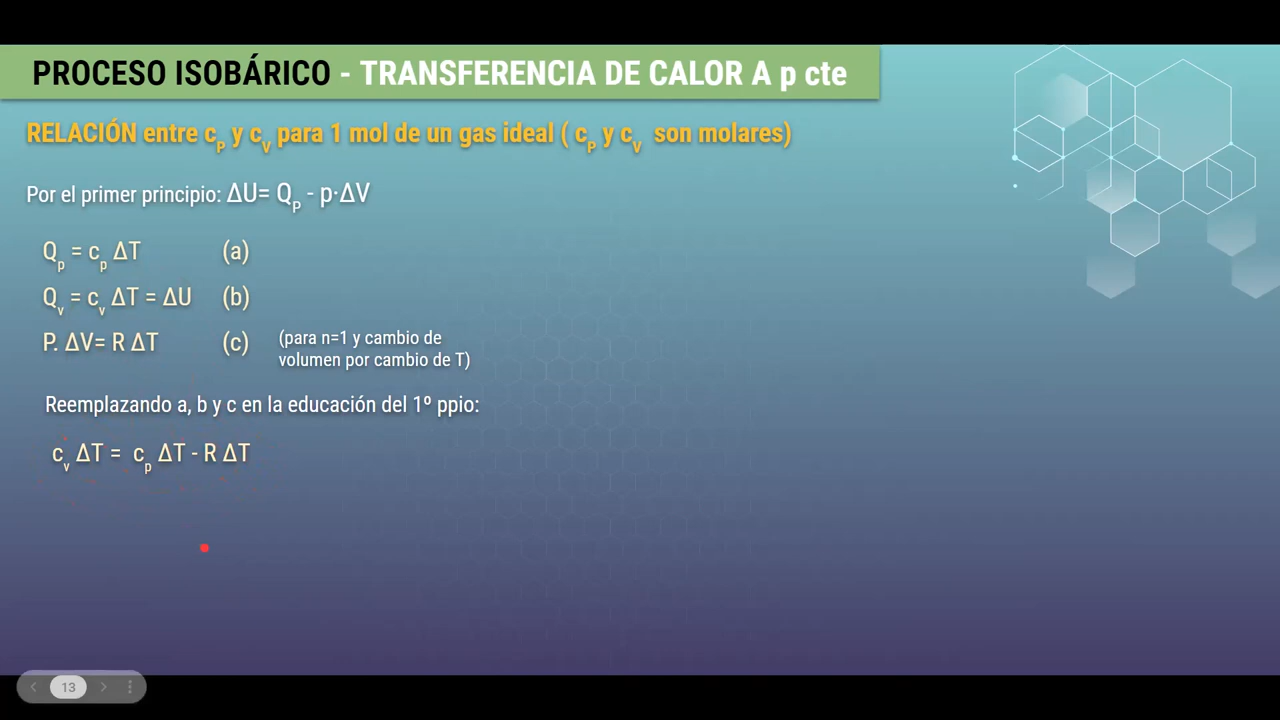 PROCESO ISOBÁRICO - TRANSFERENCIA DE CALOR A p cte
RELACIÓN entre cP y cV para 1 mol de un gas ideal ( cP y cV son molares)
Por el primer principio: ΔU= Qp - p·ΔV
Qp = cp ΔT (a)
Qv = cv ΔT = ΔU (b)
P. ΔV= R ΔT (c) (para n=1 y cambio de
volumen por cambio de T)
Reemplazando a, b y c en la educación del 1º ppio:
cv ΔT = cp ΔT - R ΔT
13